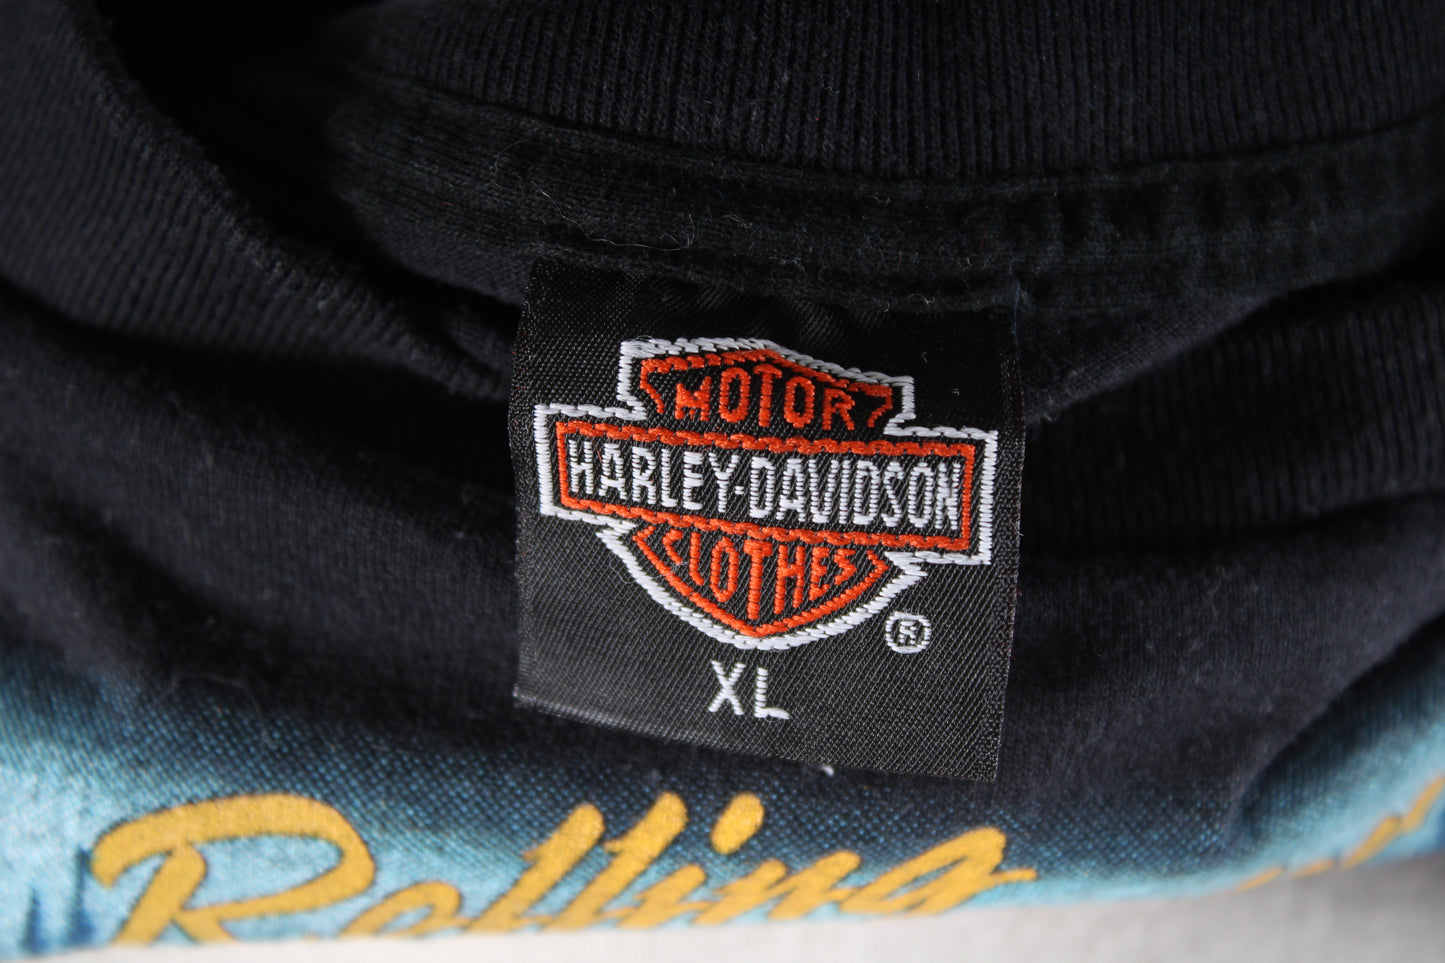 MOTOR
HARLEY-DAVIDSON
CLOTHES
®
XL
Rolling